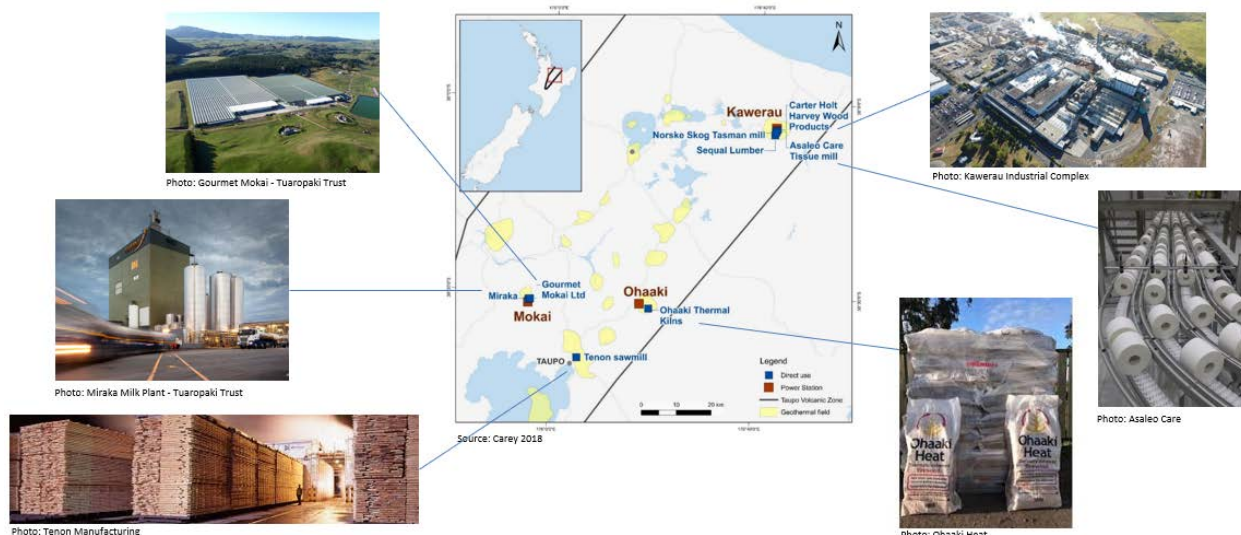 Photo: Gourmet Mokai - Tuaropaki Trust
Photo: Miraka Milk Plant - Tuaropaki Trust
Photo: Tenon Manufacturing
N
Kawerau
Carter Holt
Harvey Wood
Products
Norske Skog Tasman mill
Sequal Lumber
Asaleo Care
Tissue mill
Gourmet
Mokai Ltd
Miraka
Mokai
Ohaaki
Ohaaki Thermal
Kilns
TAUPO
Tenon sawmill
Legend
Direct use
Power Station
Taupo Volcanic Zone
Geothermal field
0 10 20 km
Source: Carey 2018
Photo: Kawerau Industrial Complex
Photo: Asaleo Care
Ohaaki
Heat
Ohaaki
Heat
Photo: Ohaaki Heat